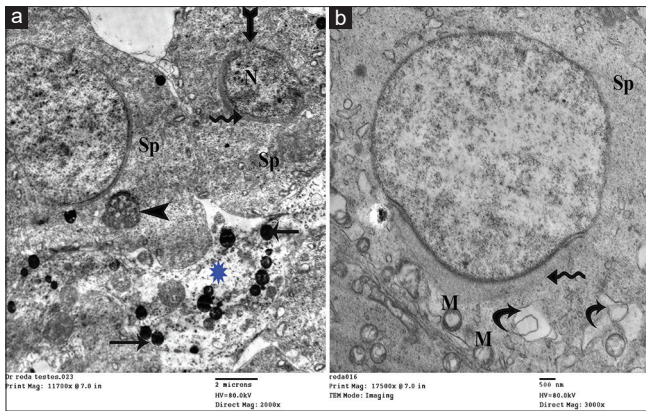 a
N
Sp
Sp
Dr reda testes.023
Print Mag: 11700x @ 7.0 in
2 microns
HV=80.0kV
Direct Mag: 2000x
b
Sp
M
M
reda016
Print Mag: 17500x @ 7.0 in
TEM Mode: Imaging
500 nm
HV=80.0kV
Direct Mag: 3000x